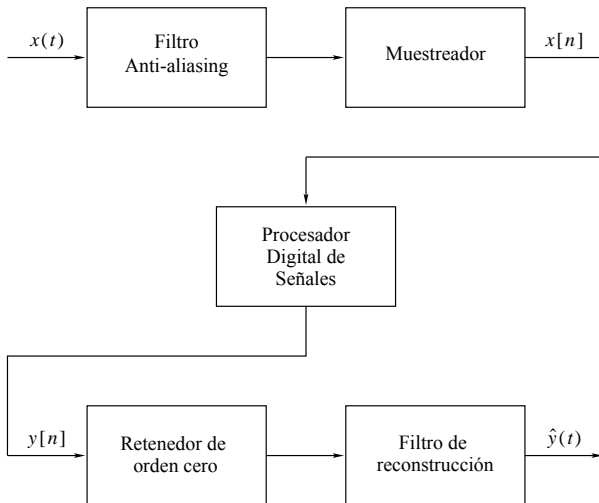 x(t)
Filtro
Anti-aliasing
Muestreador
x[n]
Procesador
Digital de
Señales
y[n]
Retenedor de
orden cero
Filtro de
reconstrucción
ŷ(t)